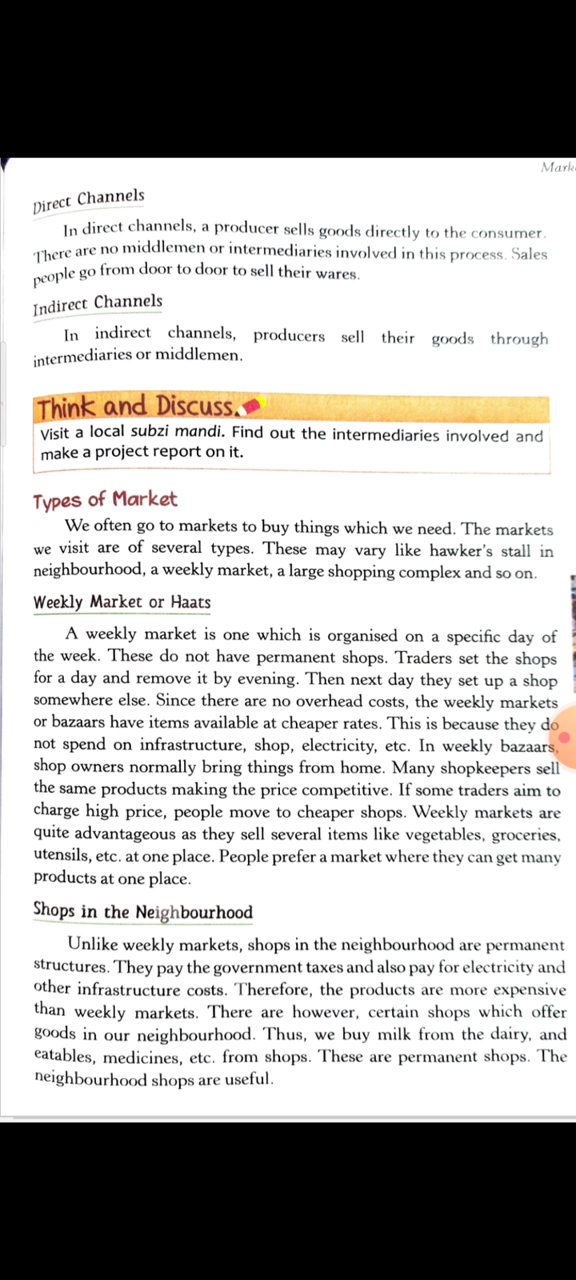 Direct Channels
In direct channels, a producer sells goods directly to the consumer.
There are no middlemen or intermediaries involved in this process. Sales
people go from door to door to sell their wares.
Indirect Channels
In indirect channels, producers sell their goods through
intermediaries or middlemen.
Think and Discuss.
Visit a local subzi mandi. Find out the intermediaries involved and
make a project report on it.
Types of Market
We often go to markets to buy things which we need. The markets
we visit are of several types. These may vary like hawker's stall in
neighbourhood, a weekly market, a large shopping complex and so on.
Weekly Market or Haats
A weekly market is one which is organised on a specific day of
the week. These do not have permanent shops. Traders set the shops
for a day and remove it by evening. Then next day they set up a shop
somewhere else. Since there are no overhead costs, the weekly markets
or bazaars have items available at cheaper rates. This is because they do
not spend on infrastructure, shop, electricity, etc. In weekly bazaars,
shop owners normally bring things from home. Many shopkeepers sell
the same products making the price competitive. If some traders aim to
charge high price, people move to cheaper shops. Weekly markets are
quite advantageous as they sell several items like vegetables, groceries,
utensils, etc. at one place. People prefer a market where they can get many
products at one place.
Shops in the Neighbourhood
Unlike weekly markets, shops in the neighbourhood are permanent
structures. They pay the government taxes and also pay for electricity and
other infrastructure costs. Therefore, the products are more expensive
than weekly markets. There are however, certain shops which offer
goods in our neighbourhood. Thus, we buy milk from the dairy, and
eatables, medicines, etc. from shops. These are permanent shops. The
neighbourhood shops are useful.